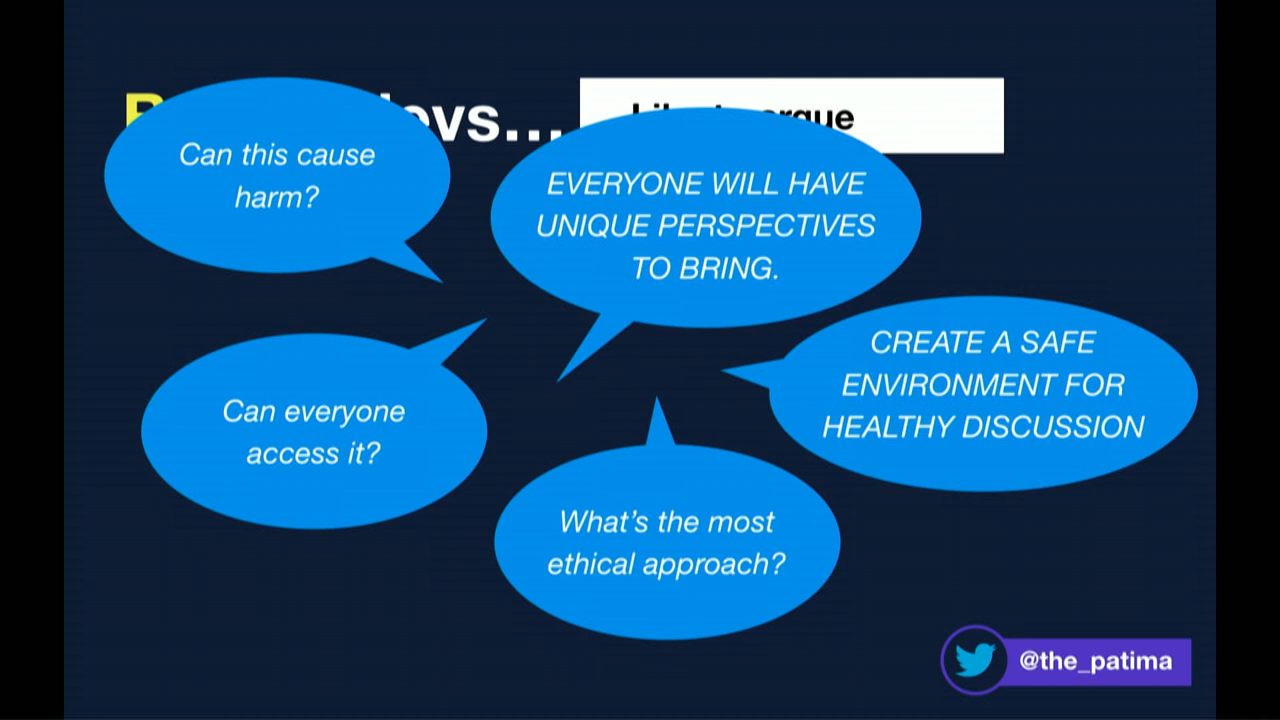 evs...
Can this cause
harm?
EVERYONE WILL HAVE
UNIQUE PERSPECTIVES
TO BRING.
CREATE A SAFE
ENVIRONMENT FOR
HEALTHY DISCUSSION
Can everyone
access it?
What's the most
ethical approach?
@the_patima